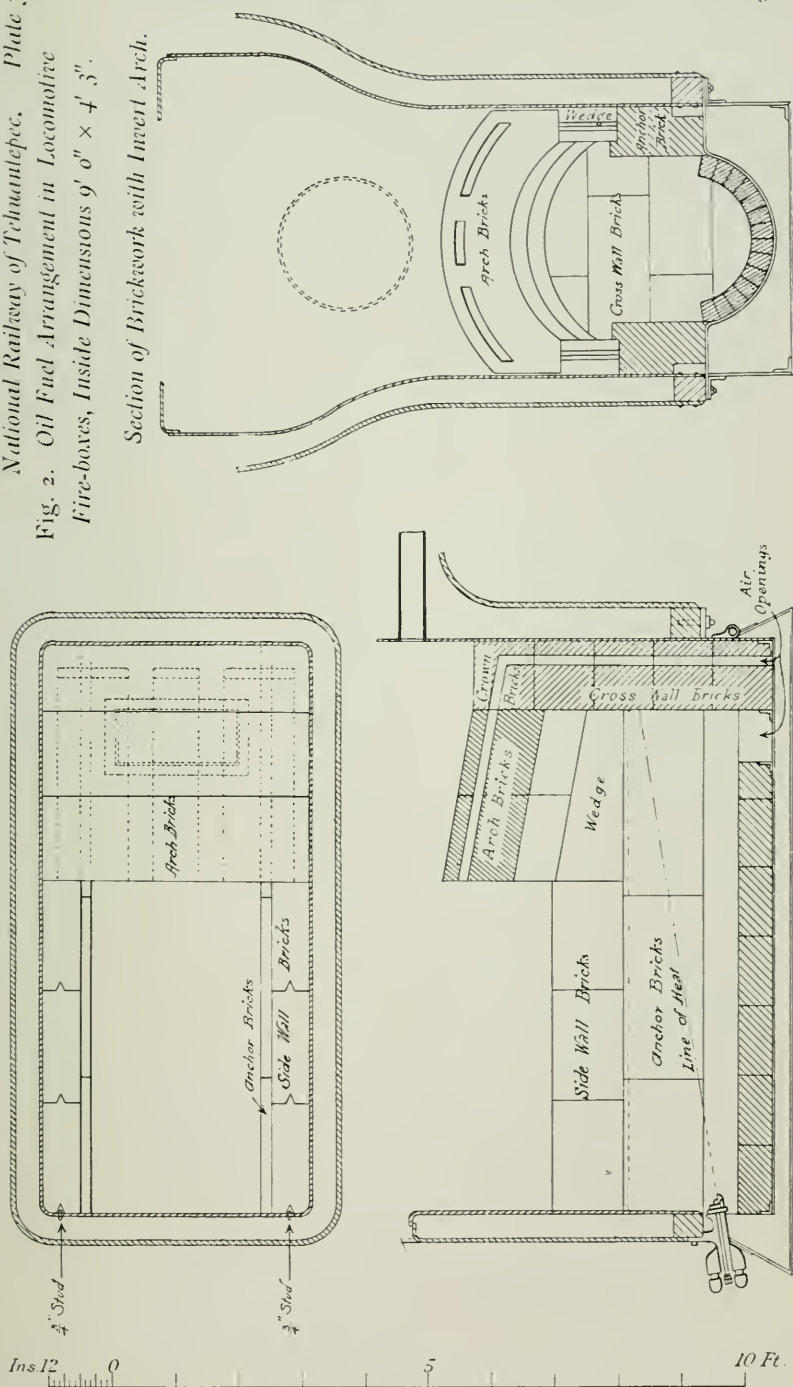 National Railway of Tehuantepec. Plate
Fig. 2. Oil Fuel Arrangement in Locomotive
Fire-boxes, Inside Dimensions 9' 0" × 4' 3".
Section of Brickwork with Invert Arch.
Wedge
Anchor
Brick
Arch Bricks
Cross Wall Bricks
Arch Bricks
Anchor Bricks
Side Wall Bricks
3/4" Stud
3/4" Stud
Crown
Bricks
Cross Wall Bricks
Arch Bricks
Wedge
Side Wall Bricks
Anchor Bricks
Line of Heat
Air
Openings
Ins. 12 0 5 10 Ft.